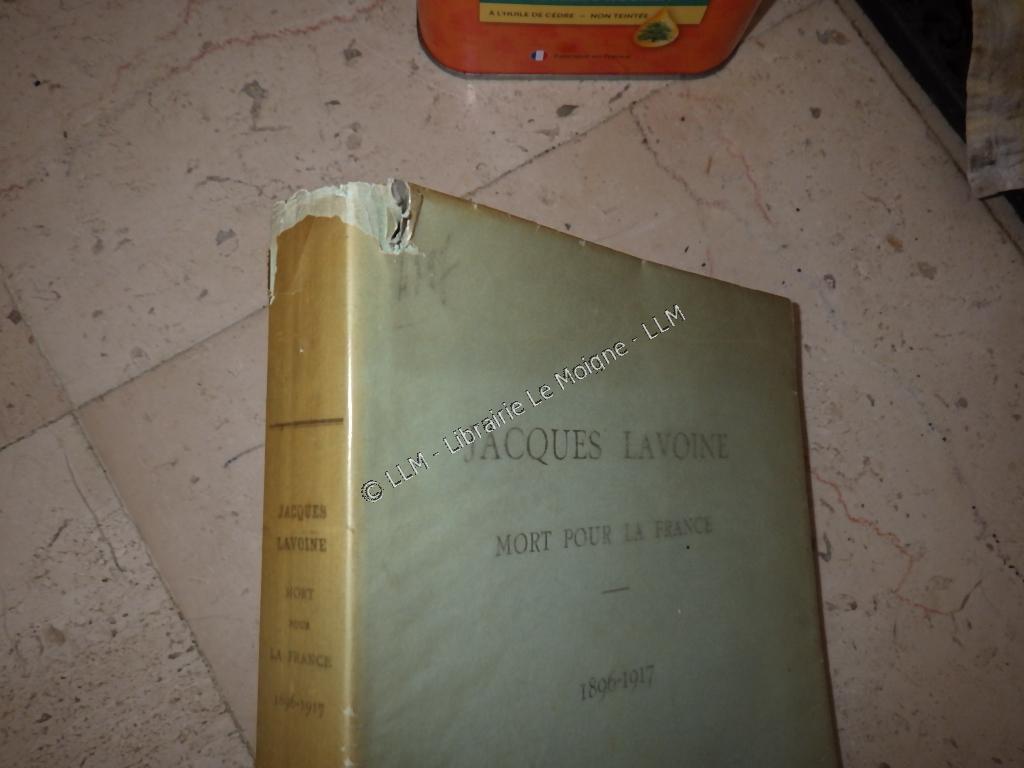 À L'HUILE DE CÈDRE – NON TEINTÉE
© LLM - Librairie Le Moigne - LLM
JACQUES LAVOINE
MORT POUR LA FRANCE
1896-1917
JACQUES
LAVOINE
MORT
POUR
LA FRANCE
1896-1917